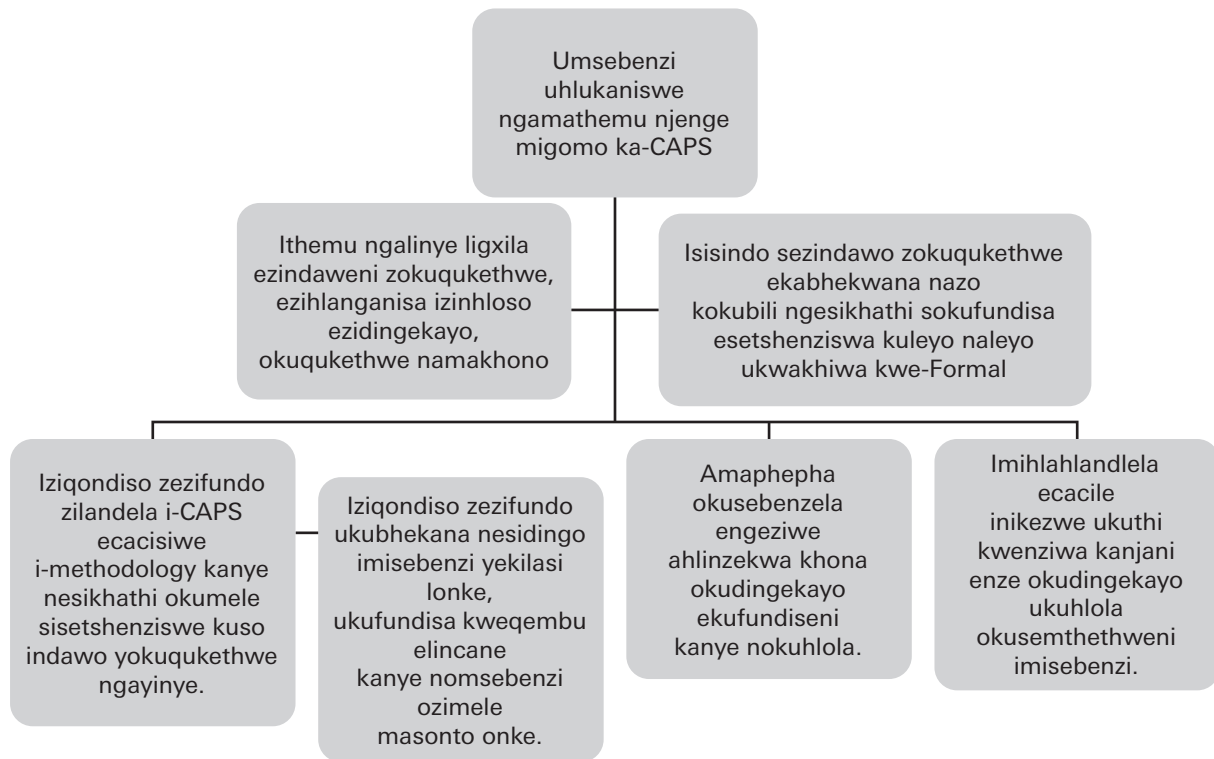 Umsebenzi
uhlukaniswe
ngamathemu njenge
migomo ka-CAPS
Ithemu ngalinye ligxila
ezindaweni zokuqukethwe,
ezihlanganisa izinhloso
ezidingekayo,
okuqukethwe namakhono
Isisindo sezindawo zokuqukethwe
ekabhekwana nazo
kokubili ngesikhathi sokufundisa
esetshenziswa kuleyo naleyo
ukwakhiwa kwe-Formal
Iziqondiso zezifundo
zilandela i-CAPS
ecacisiwe
i-methodology kanye
nesikhathi okumele
sisetshenziswe kuso
indawo yokuqukethwe
ngayinye.
Iziqondiso zezifundo
ukubhekana nesidingo
imisebenzi yekilasi
lonke,
ukufundisa kweqembu
elincane
kanye nomsebenzi
ozimele
masonto onke.
Amaphepha
okusebenzela
engeziwe
ahlinzekwa khona
okudingekayo
ekufundiseni
kanye nokuhlola.
Imihlahlandlela
ecacile
inikezwe ukuthi
kwenziwa kanjani
enze okudingekayo
ukuhlola
okusemthethweni
imisebenzi.